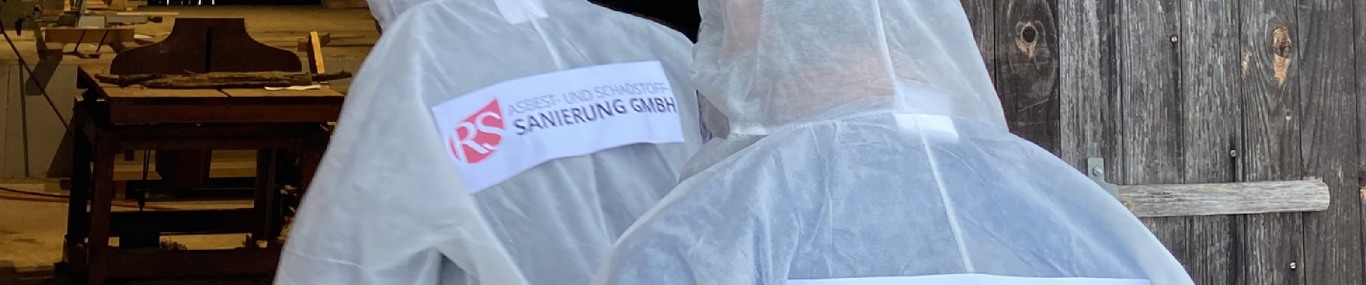 RS
ASBEST- UND SCHADSTOFF-
SANIERUNG GMBH